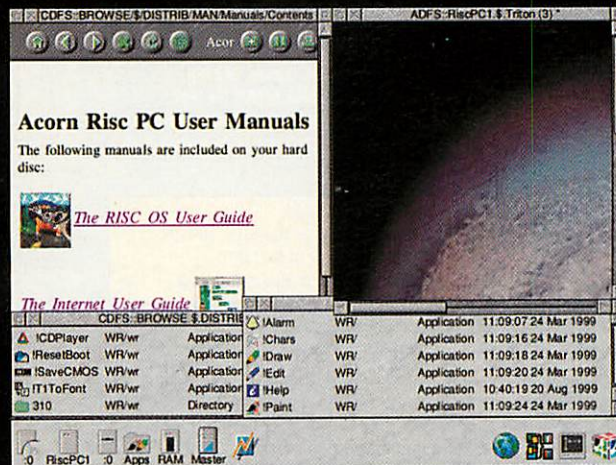 CDFS::BROWSE/$/DISTRIB/MAN/Manuals/Contents
ADFS::RiscPC1.$.Triton (3) *
Acor
Acorn Risc PC User Manuals
The following manuals are included on your hard
disc:
The RISC OS User Guide
The Internet User Guide
CDFS::BROWSE.$.DISTRIB
!CDPlayer WR/wr Application
!ResetBoot WR/wr Application
!SaveCMOS WR/wr Application
!T1ToFont WR/wr Application
310 WR/wr Directory
!Alarm WR/ Application 11:09:07 24 Mar 1999
!Chars WR/ Application 11:09:16 24 Mar 1999
!Draw WR/ Application 11:09:18 24 Mar 1999
!Edit WR/ Application 11:09:20 24 Mar 1999
!Help WR/ Application 10:40:19 20 Aug 1999
!Paint WR/ Application 11:09:24 24 Mar 1999
:0 RiscPC1 :0 Apps RAM Master